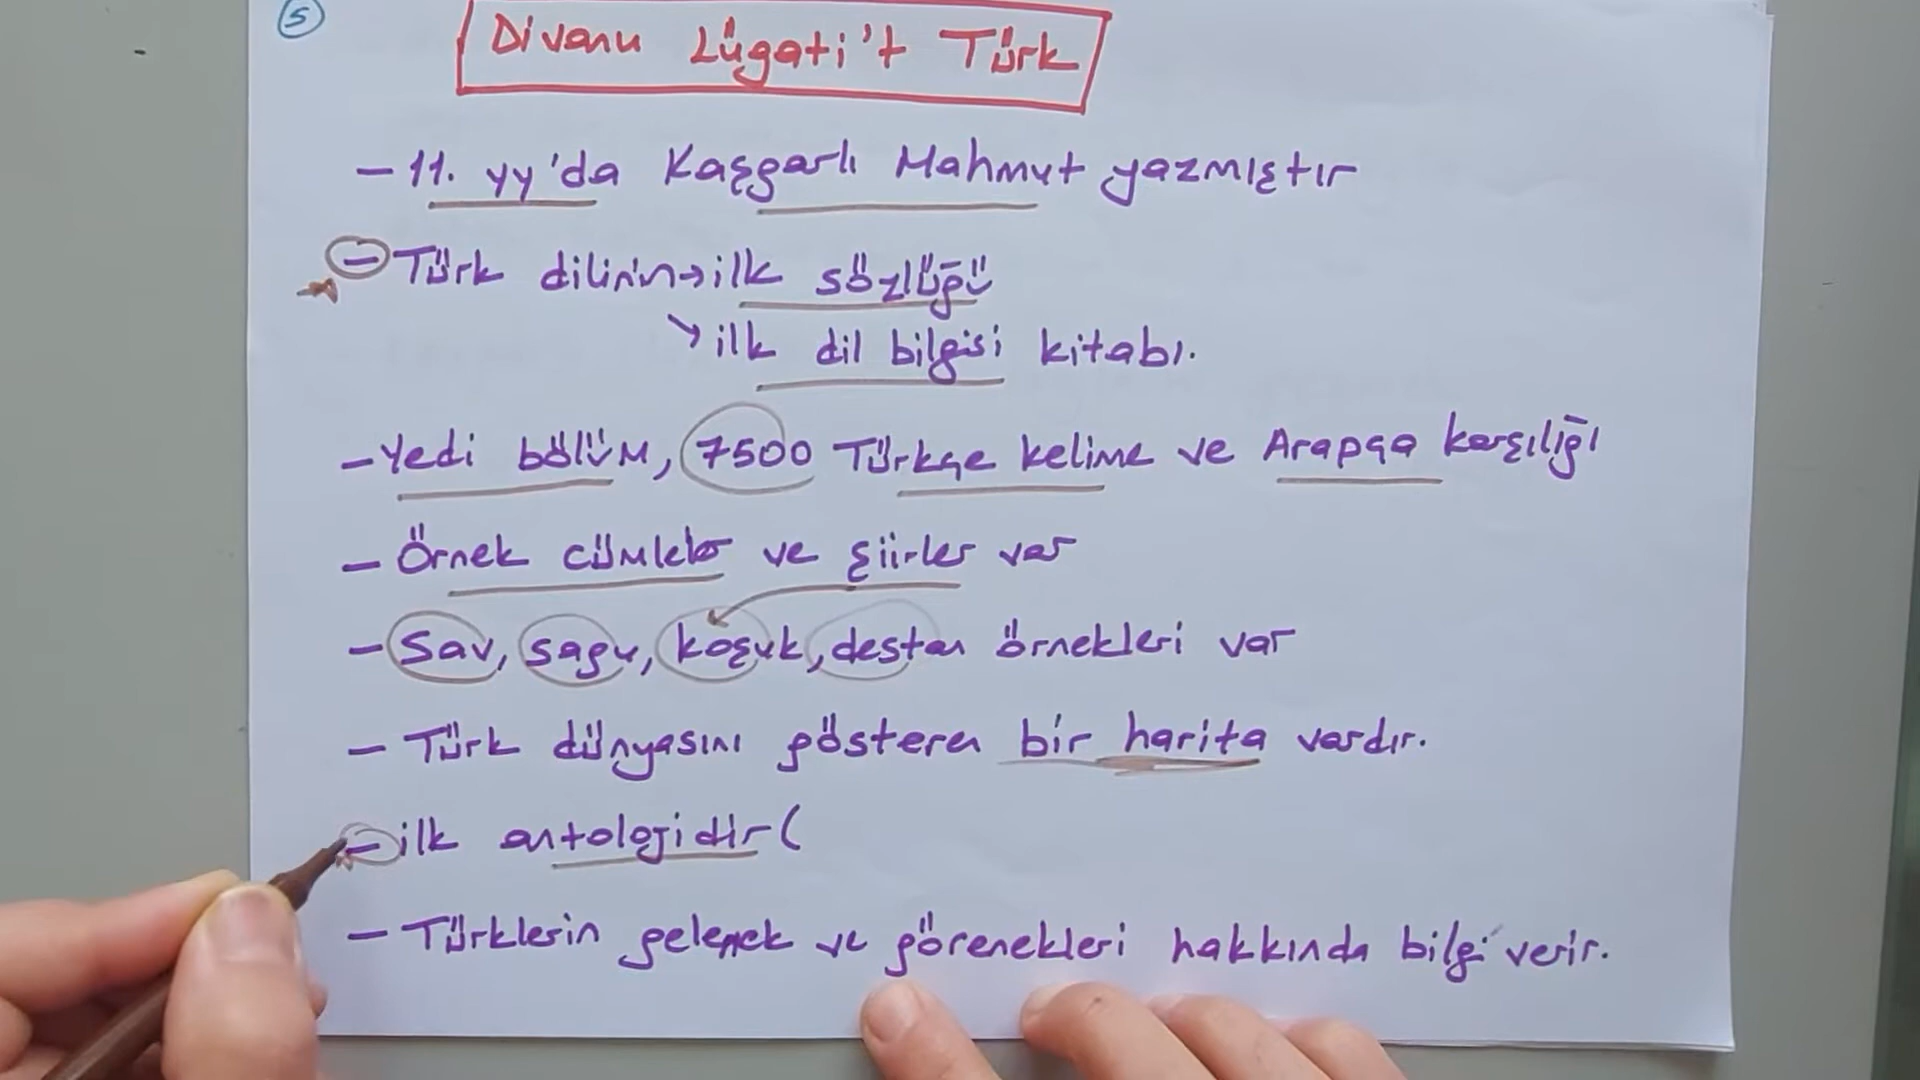 5
Divanu Lügati't Türk
- 11. yy'da Kaşgarlı Mahmut yazmıştır
- Türk dilinin → ilk sözlüğü
↘ ilk dil bilgisi kitabı.
- Yedi bölüm, 7500 Türkçe kelime ve Arapça karşılığı
- Örnek cümleler ve şiirler var
- Sav, sagu, koşuk, destan örnekleri var
- Türk dünyasını gösteren bir harita vardır.
- ilk antolojidir (
- Türklerin gelenek ve görenekleri hakkında bilgi verir.